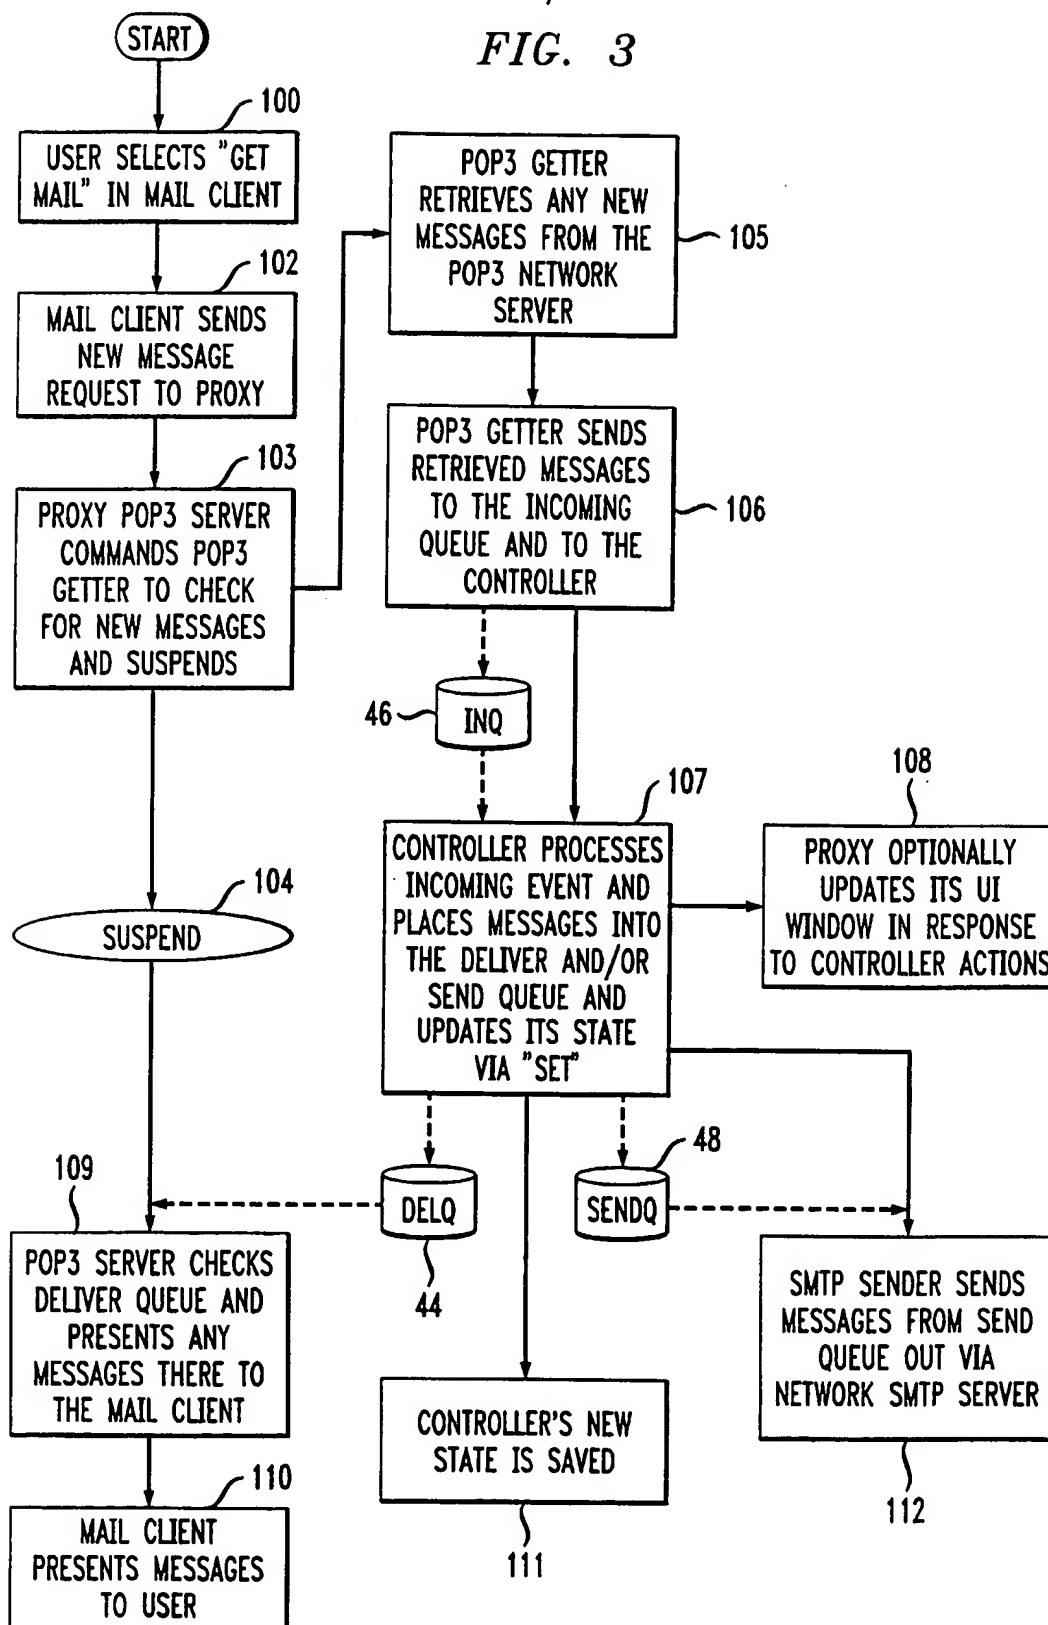 FIG. 3
START
100
USER SELECTS "GET
MAIL" IN MAIL CLIENT
102
MAIL CLIENT SENDS
NEW MESSAGE
REQUEST TO PROXY
103
PROXY POP3 SERVER
COMMANDS POP3
GETTER TO CHECK
FOR NEW MESSAGES
AND SUSPENDS
104
SUSPEND
POP3 GETTER
RETRIEVES ANY NEW
MESSAGES FROM THE
POP3 NETWORK
SERVER
105
POP3 GETTER SENDS
RETRIEVED MESSAGES
TO THE INCOMING
QUEUE AND TO THE
CONTROLLER
106
46
INQ
107
CONTROLLER PROCESSES
INCOMING EVENT AND
PLACES MESSAGES INTO
THE DELIVER AND/OR
SEND QUEUE AND
UPDATES ITS STATE
VIA "SET"
108
PROXY OPTIONALLY
UPDATES ITS UI
WINDOW IN RESPONSE
TO CONTROLLER ACTIONS
DELQ
44
48
SENDQ
109
POP3 SERVER CHECKS
DELIVER QUEUE AND
PRESENTS ANY
MESSAGES THERE TO
THE MAIL CLIENT
110
MAIL CLIENT
PRESENTS MESSAGES
TO USER
CONTROLLER'S NEW
STATE IS SAVED
111
SMTP SENDER SENDS
MESSAGES FROM SEND
QUEUE OUT VIA
NETWORK SMTP SERVER
112